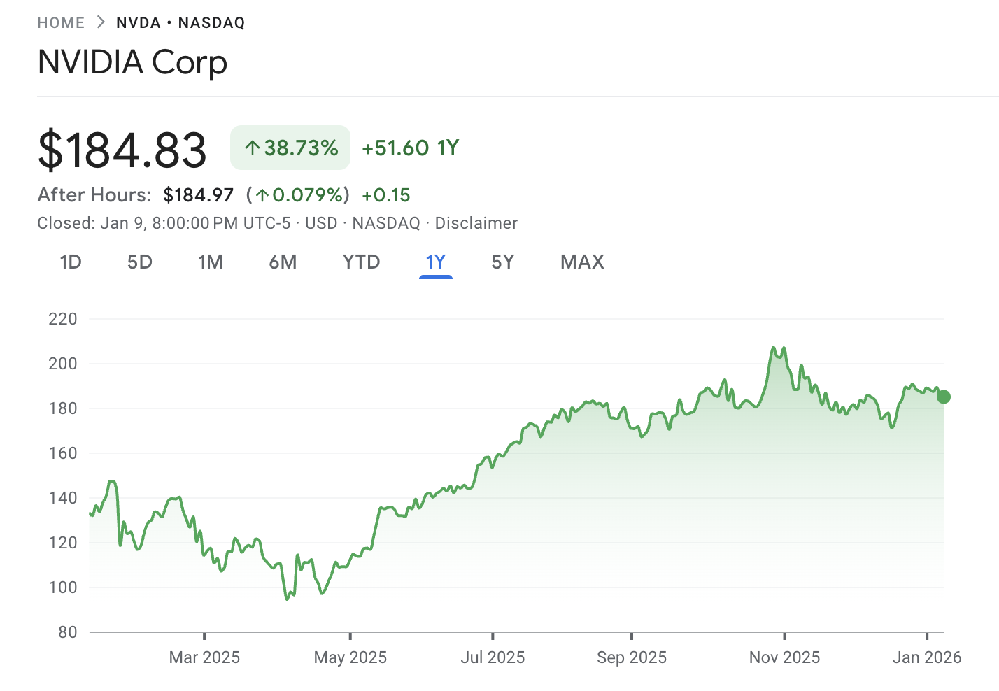 HOME > NVDA • NASDAQ
NVIDIA Corp
$184.83 ↑38.73% +51.60 1Y
After Hours: $184.97 (↑0.079%) +0.15
Closed: Jan 9, 8:00:00 PM UTC-5 · USD · NASDAQ · Disclaimer
1D 5D 1M 6M YTD 1Y 5Y MAX
220
200
180
160
140
120
100
80
Mar 2025 May 2025 Jul 2025 Sep 2025 Nov 2025 Jan 2026